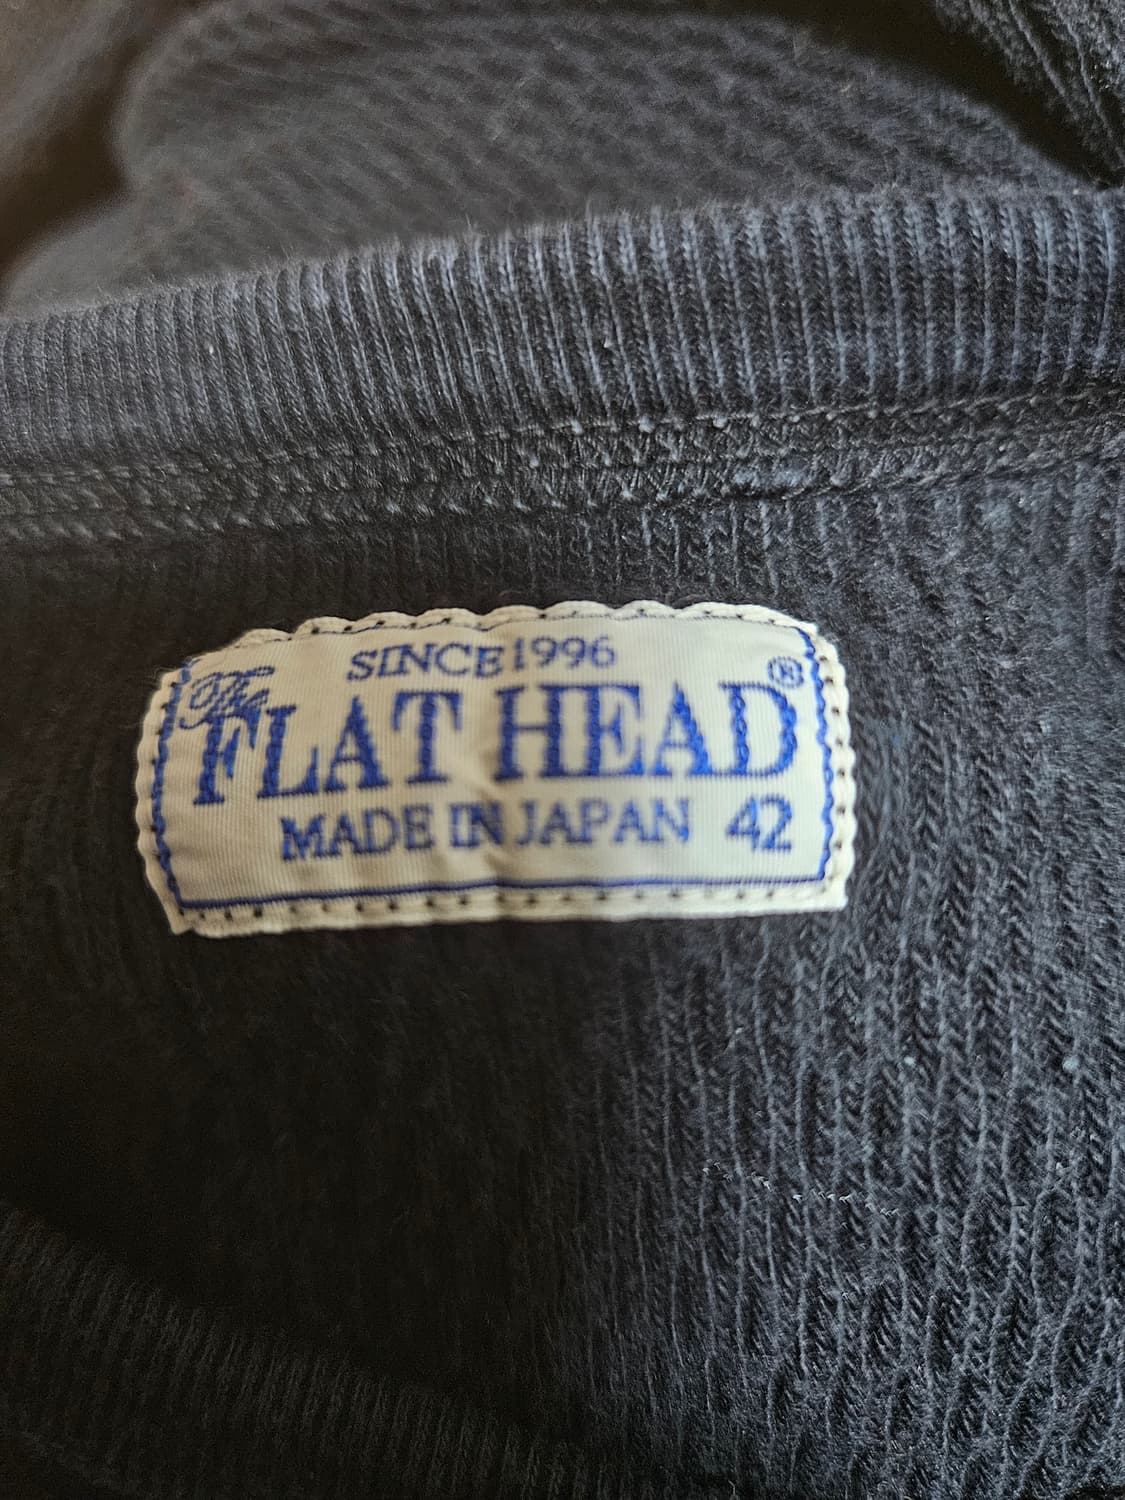 SINCE 1996
The
FLAT HEAD®
MADE IN JAPAN 42